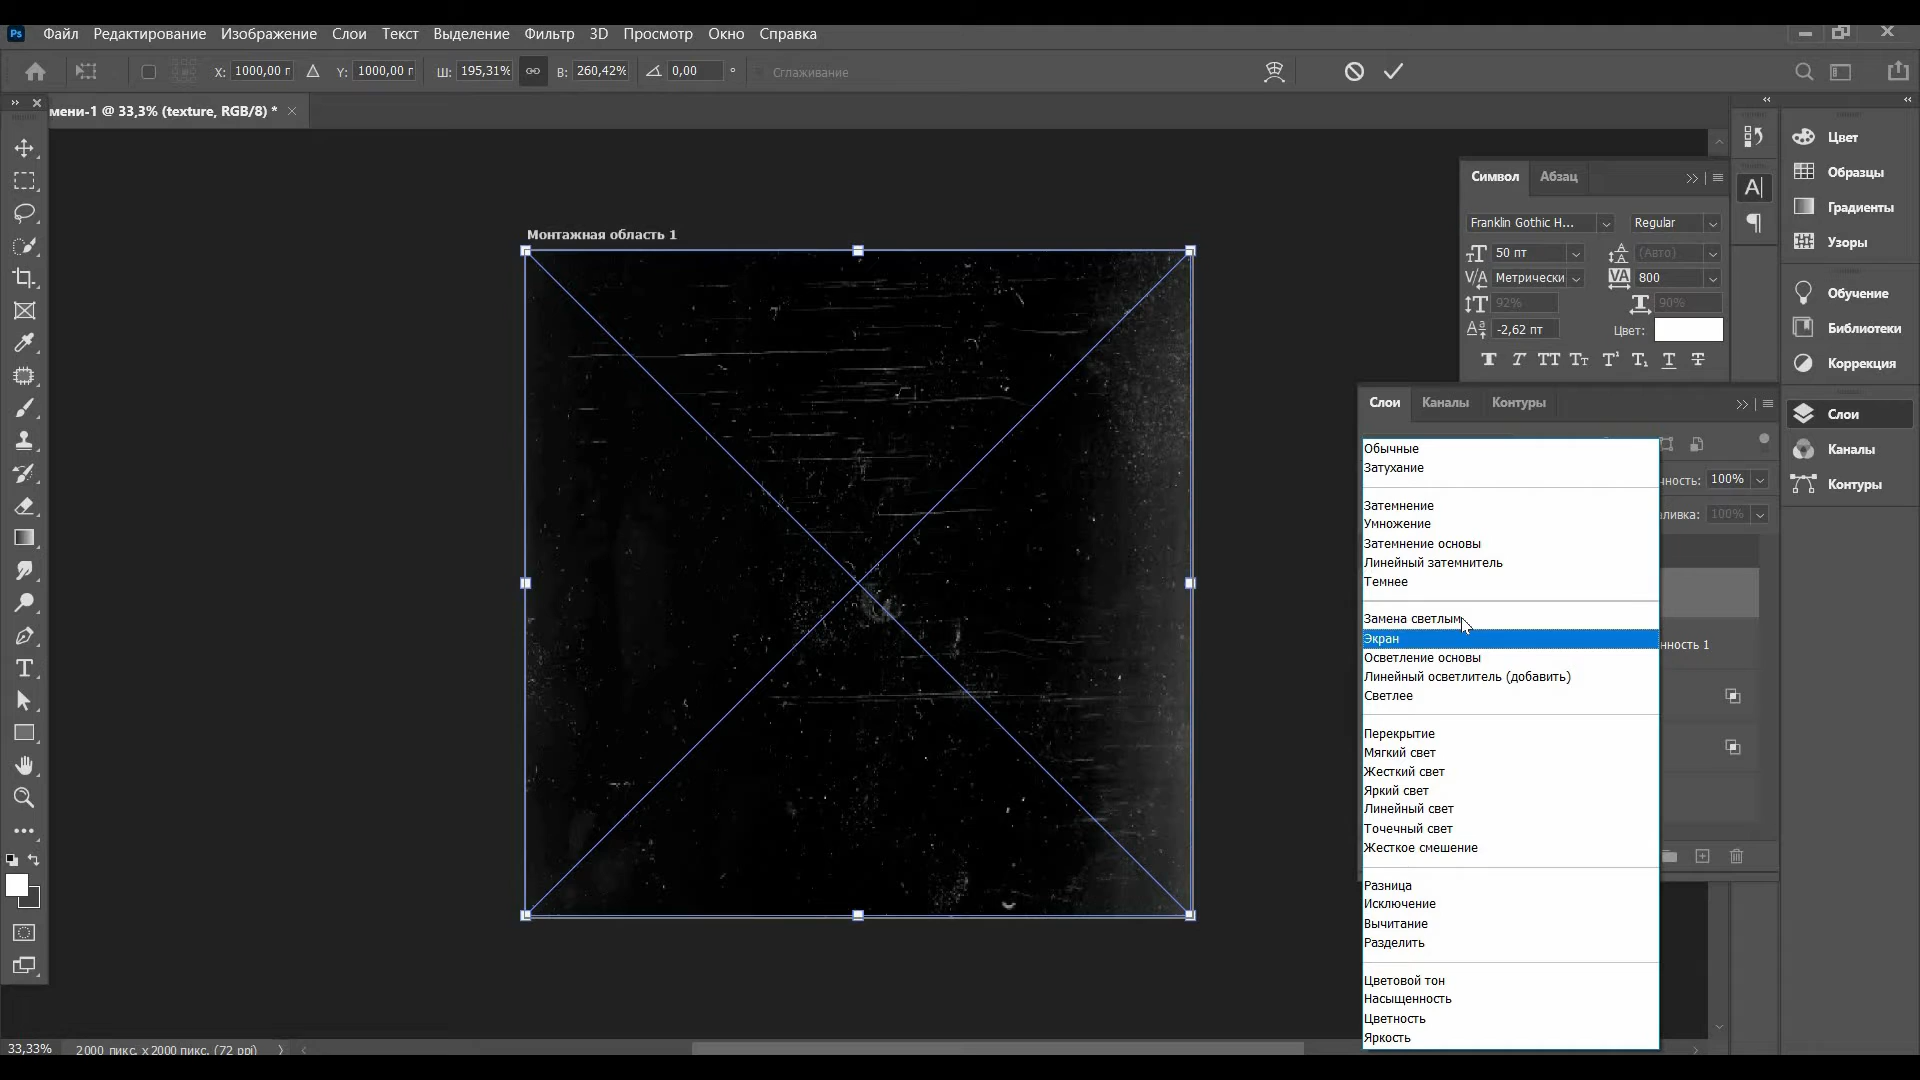 Ps Файл Редактирование Изображение Слои Текст Выделение Фильтр 3D Просмотр Окно Справка
X: 1000,00 г Y: 1000,00 г Ш: 195,31% В: 260,42% 0,00 ° Сглаживание
мени-1 @ 33,3% (texture, RGB/8) *
Монтажная область 1
Символ Абзац
Franklin Gothic H... Regular
50 пт (Авто)
Метрически 800
92% 90%
-2,62 пт Цвет:
Слои Каналы Контуры
чность: 100%
аливка: 100%
нность 1
Обычные
Затухание
Затемнение
Умножение
Затемнение основы
Линейный затемнитель
Темнее
Замена светлым
Экран
Осветление основы
Линейный осветлитель (добавить)
Светлее
Перекрытие
Мягкий свет
Жесткий свет
Яркий свет
Линейный свет
Точечный свет
Жесткое смешение
Разница
Исключение
Вычитание
Разделить
Цветовой тон
Насыщенность
Цветность
Яркость
Цвет
Образцы
Градиенты
Узоры
Обучение
Библиотеки
Коррекция
Слои
Каналы
Контуры
33,33% 2000 пикс. x 2000 пикс. (72 ppi)